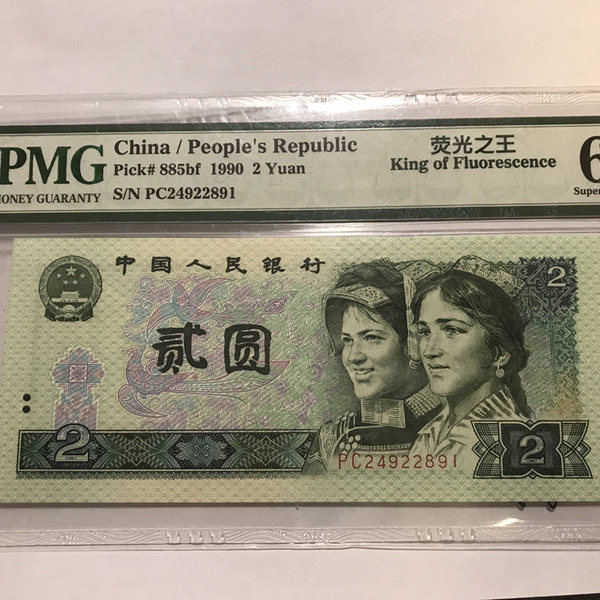 PMG
MONEY GUARANTY
China / People's Republic
Pick# 885bf 1990 2 Yuan
S/N PC24922891
荧光之王
King of Fluorescence
6
Super
中国人民银行
2
贰圆
2
2
PC24922891